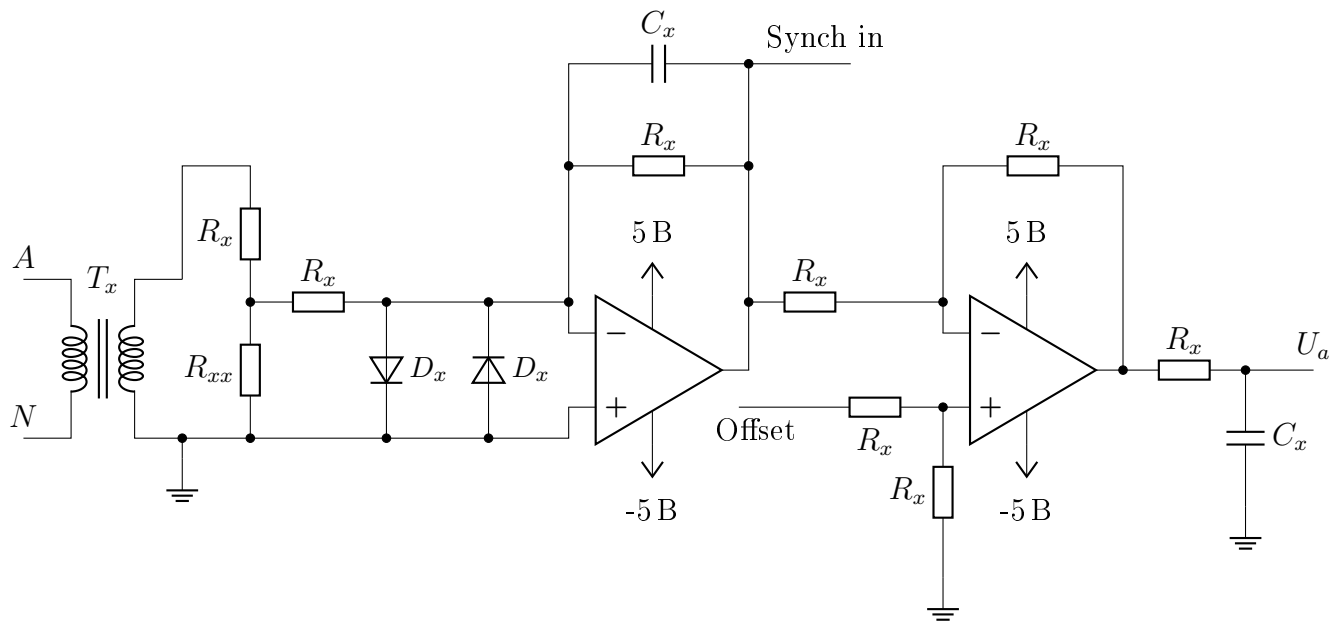 C_x
Synch in
R_x
R_x
5 В
5 В
R_x
A
T_x
R_x
R_x
R_x
U_a
−
−
R_xx
D_x
D_x
N
+
+
Offset
R_x
C_x
R_x
-5 В
-5 В